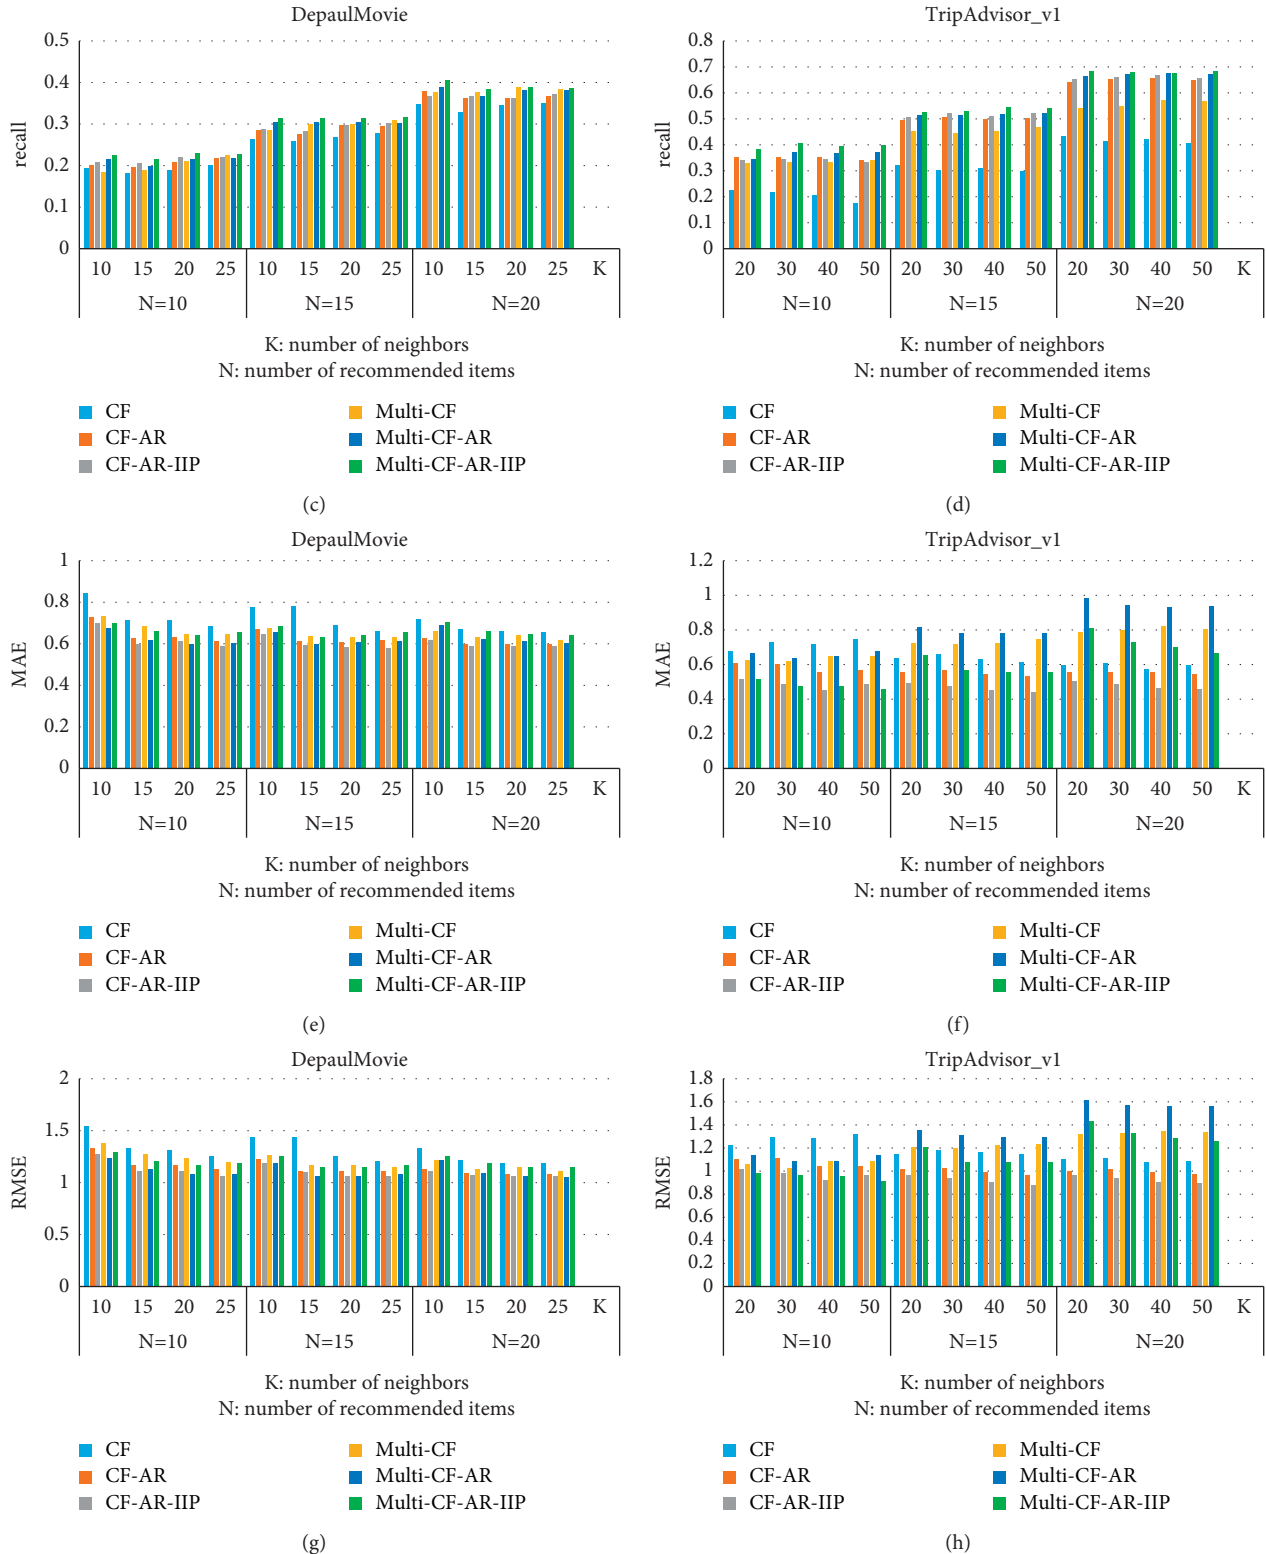 DepaulMovie
recall
0.5
0.4
0.3
0.2
0.1
0
10 15 20 25 10 15 20 25 10 15 20 25 K
N=10 N=15 N=20
K: number of neighbors
N: number of recommended items
CF Multi-CF
CF-AR Multi-CF-AR
CF-AR-IIP Multi-CF-AR-IIP
(c)
TripAdvisor_v1
recall
0.8
0.7
0.6
0.5
0.4
0.3
0.2
0.1
0
20 30 40 50 20 30 40 50 20 30 40 50 K
N=10 N=15 N=20
K: number of neighbors
N: number of recommended items
CF Multi-CF
CF-AR Multi-CF-AR
CF-AR-IIP Multi-CF-AR-IIP
(d)
DepaulMovie
MAE
1
0.8
0.6
0.4
0.2
0
10 15 20 25 10 15 20 25 10 15 20 25 K
N=10 N=15 N=20
K: number of neighbors
N: number of recommended items
CF Multi-CF
CF-AR Multi-CF-AR
CF-AR-IIP Multi-CF-AR-IIP
(e)
TripAdvisor_v1
MAE
1.2
1
0.8
0.6
0.4
0.2
0
20 30 40 50 20 30 40 50 20 30 40 50 K
N=10 N=15 N=20
K: number of neighbors
N: number of recommended items
CF Multi-CF
CF-AR Multi-CF-AR
CF-AR-IIP Multi-CF-AR-IIP
(f)
DepaulMovie
RMSE
2
1.5
1
0.5
0
10 15 20 25 10 15 20 25 10 15 20 25 K
N=10 N=15 N=20
K: number of neighbors
N: number of recommended items
CF Multi-CF
CF-AR Multi-CF-AR
CF-AR-IIP Multi-CF-AR-IIP
(g)
TripAdvisor_v1
RMSE
1.8
1.6
1.4
1.2
1
0.8
0.6
0.4
0.2
0
20 30 40 50 20 30 40 50 20 30 40 50 K
N=10 N=15 N=20
K: number of neighbors
N: number of recommended items
CF Multi-CF
CF-AR Multi-CF-AR
CF-AR-IIP Multi-CF-AR-IIP
(h)